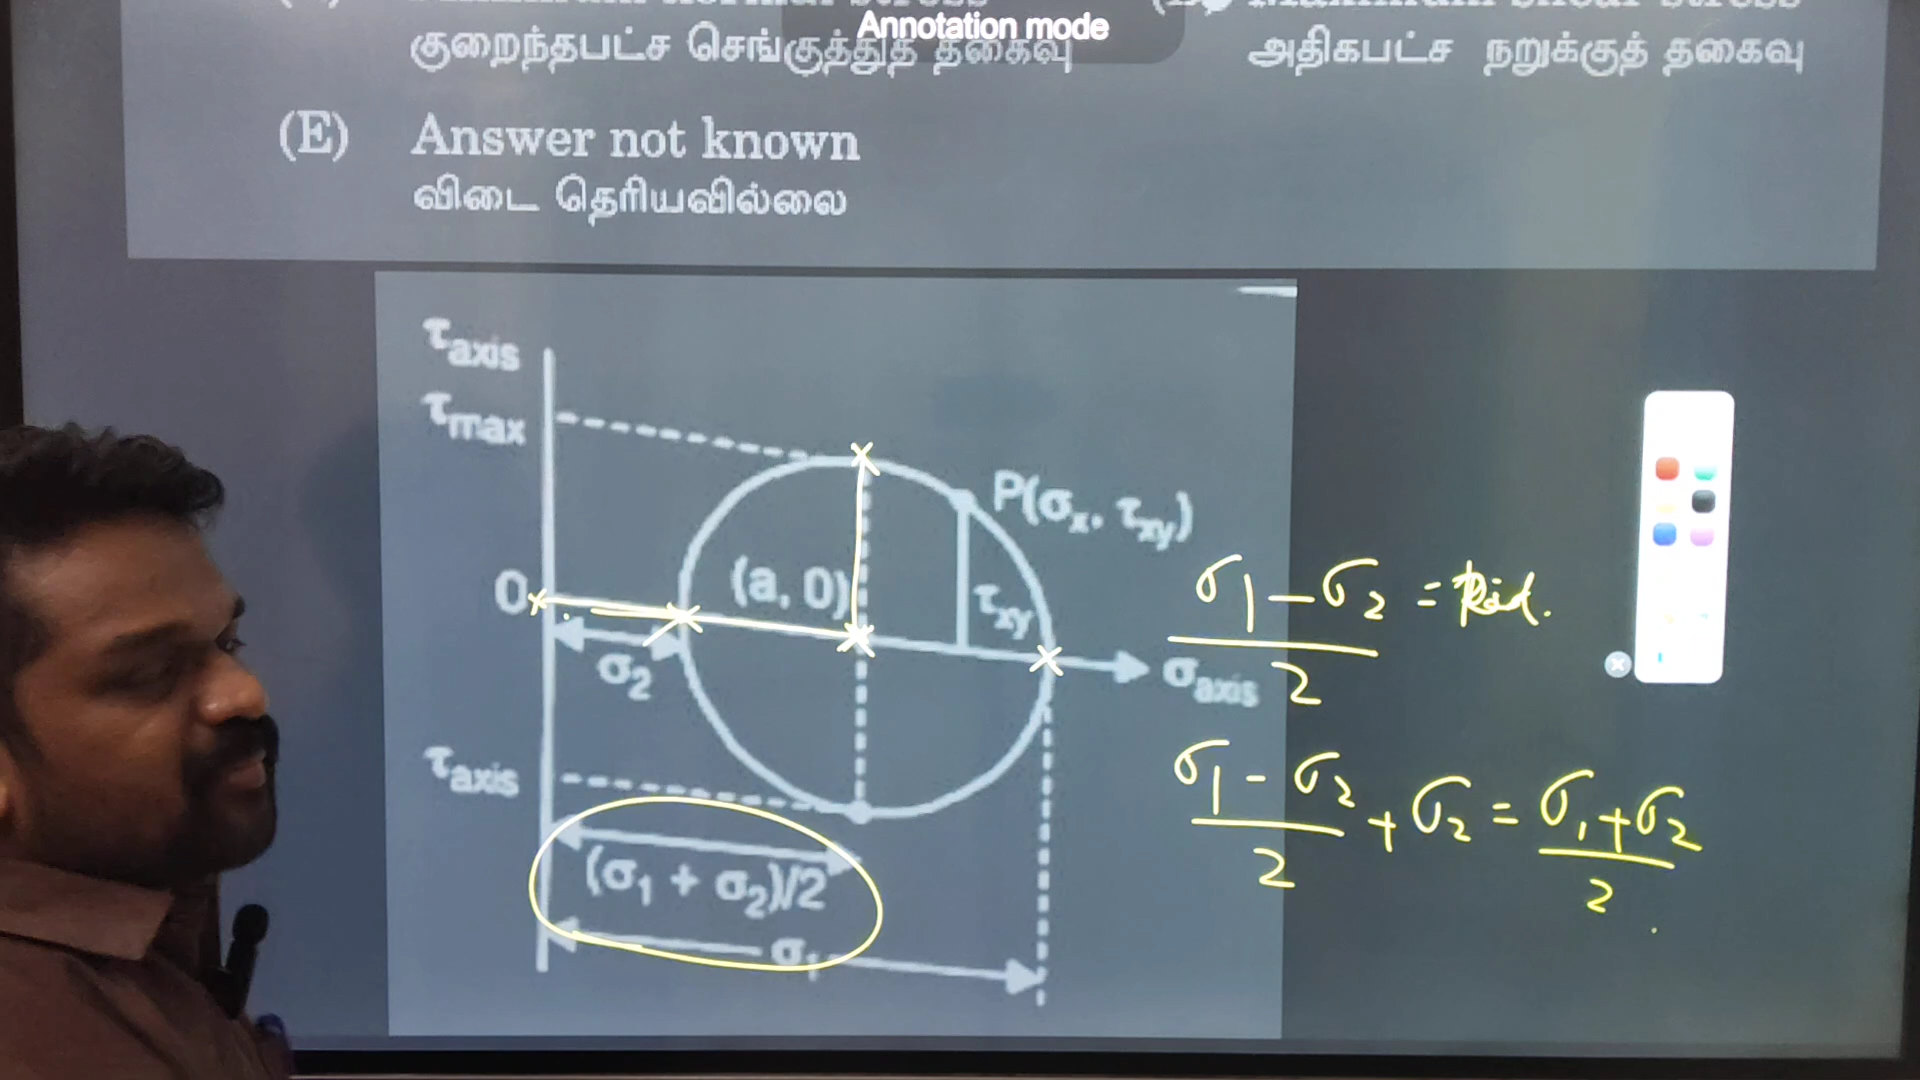 Annotation mode
குறைந்தபட்ச செங்குத்துத் தகைவு
அதிகபட்ச நறுக்குத் தகைவு
(E) Answer not known
விடை தெரியவில்லை
τaxis
τmax
P(σx, τxy)
0
(a, 0)
τxy
σ2
σaxis
τaxis
(σ1 + σ2)/2
σ1
(σ1 - σ2)/2 = Rad.
(σ1 - σ2)/2 + σ2 = (σ1 + σ2)/2